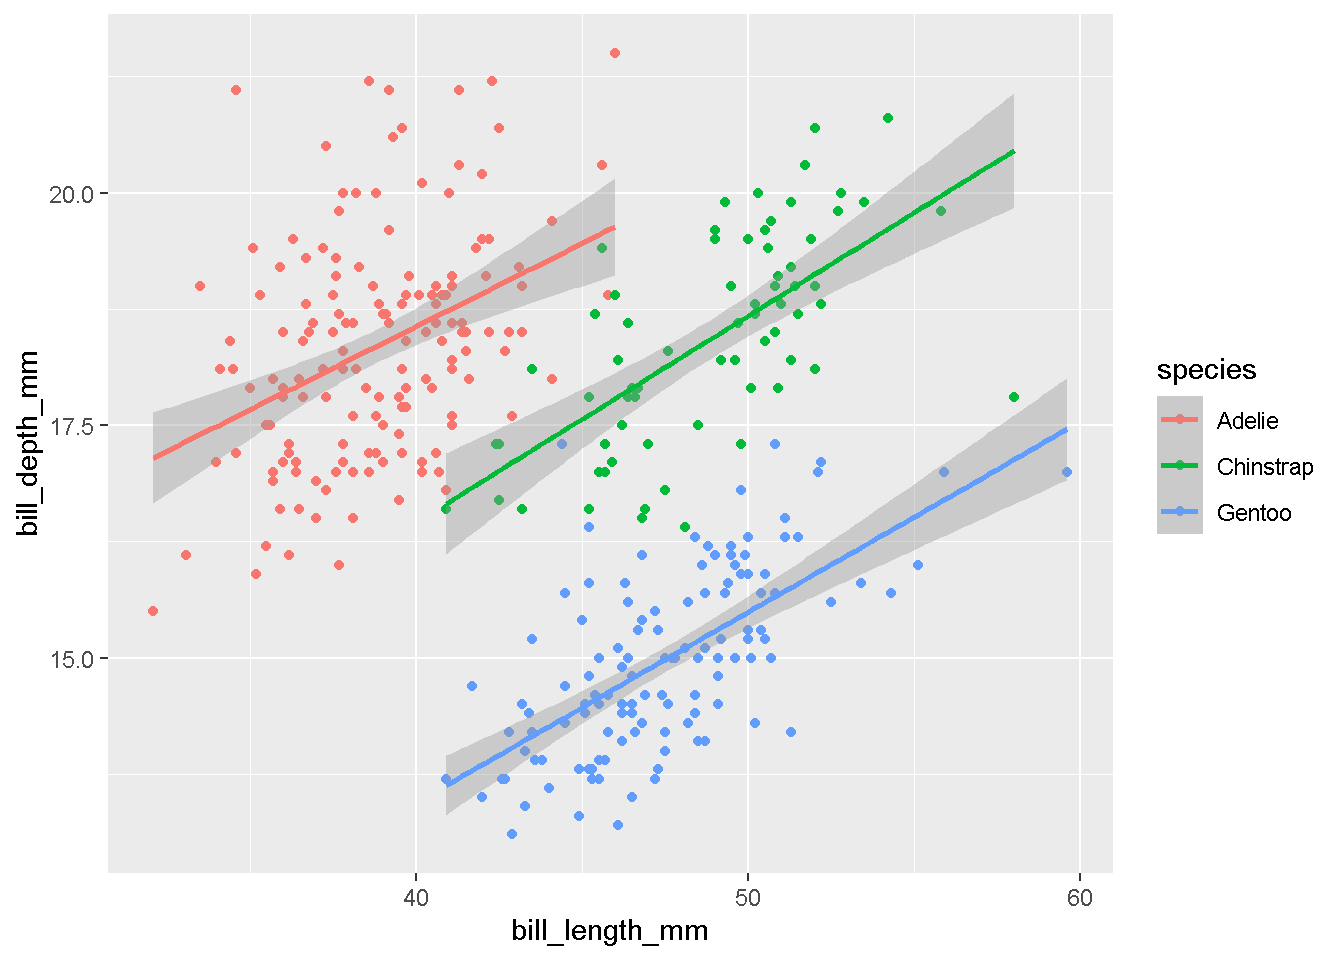 20.0
17.5
15.0
bill_depth_mm
40
50
60
bill_length_mm
species
Adelie
Chinstrap
Gentoo